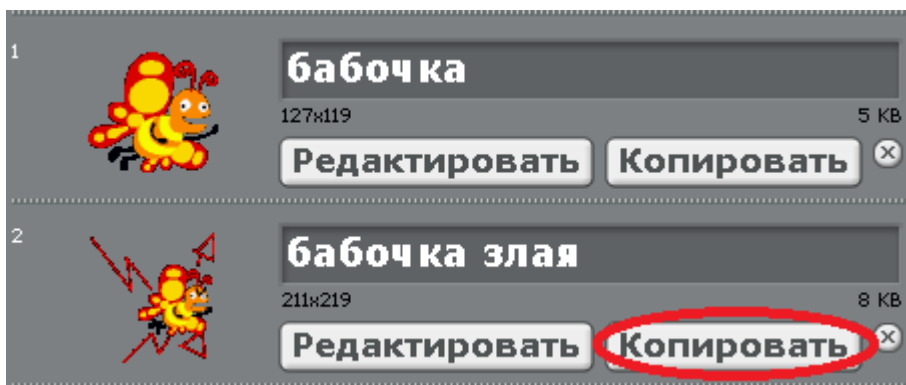 1
бабочка
127x119 5 KB
Редактировать Копировать
2
бабочка злая
211x219 8 KB
Редактировать Копировать